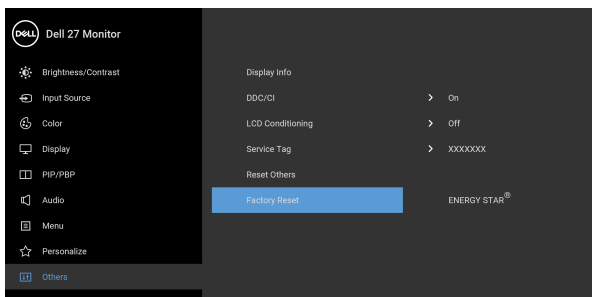 DELL Dell 27 Monitor
Brightness/Contrast
Input Source
Color
Display
PIP/PBP
Audio
Menu
Personalize
Others
Display Info
DDC/CI > On
LCD Conditioning > Off
Service Tag > XXXXXXX
Reset Others
Factory Reset ENERGY STAR®